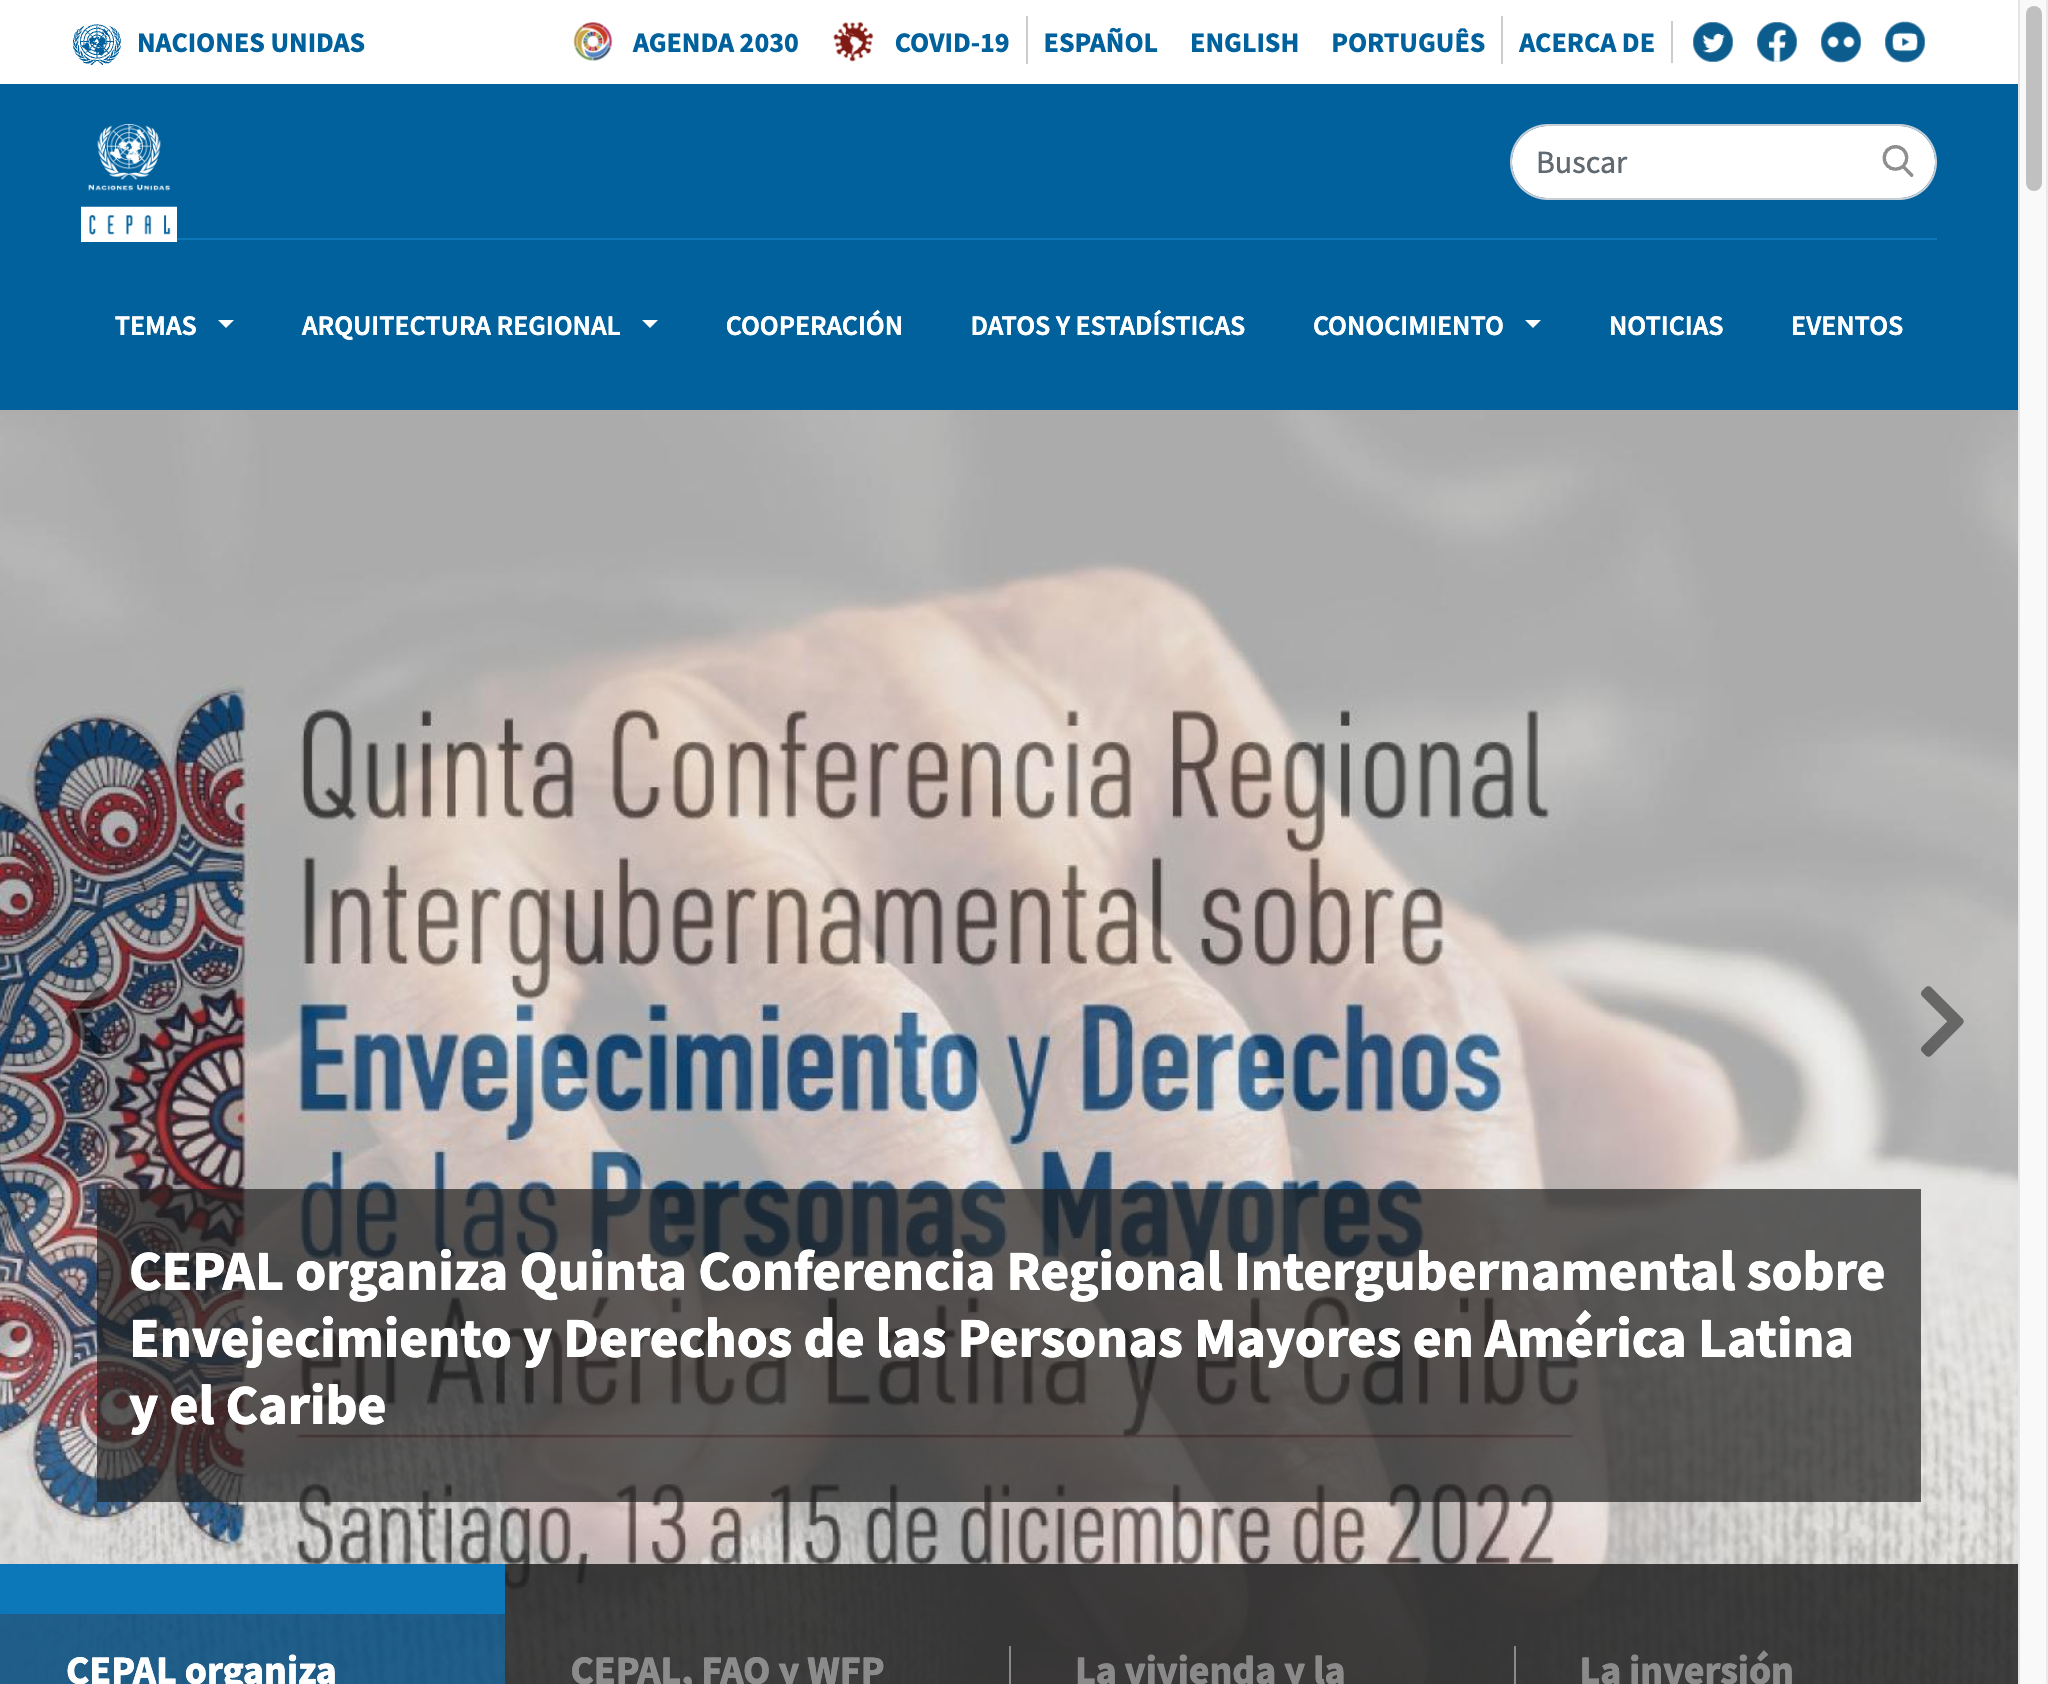 NACIONES UNIDAS
AGENDA 2030
COVID-19
ESPAÑOL
ENGLISH
PORTUGUÊS
ACERCA DE
NACIONES UNIDAS
CEPAL
Buscar
TEMAS
ARQUITECTURA REGIONAL
COOPERACIÓN
DATOS Y ESTADÍSTICAS
CONOCIMIENTO
NOTICIAS
EVENTOS
Quinta Conferencia Regional
Intergubernamental sobre
Envejecimiento y Derechos
de las Personas Mayores
en América Latina y el Caribe
Santiago, 13 a 15 de diciembre de 2022
CEPAL organiza Quinta Conferencia Regional Intergubernamental sobre
Envejecimiento y Derechos de las Personas Mayores en América Latina
y el Caribe
CEPAL organiza
CEPAL, FAO y WFP
La vivienda y la
La inversión